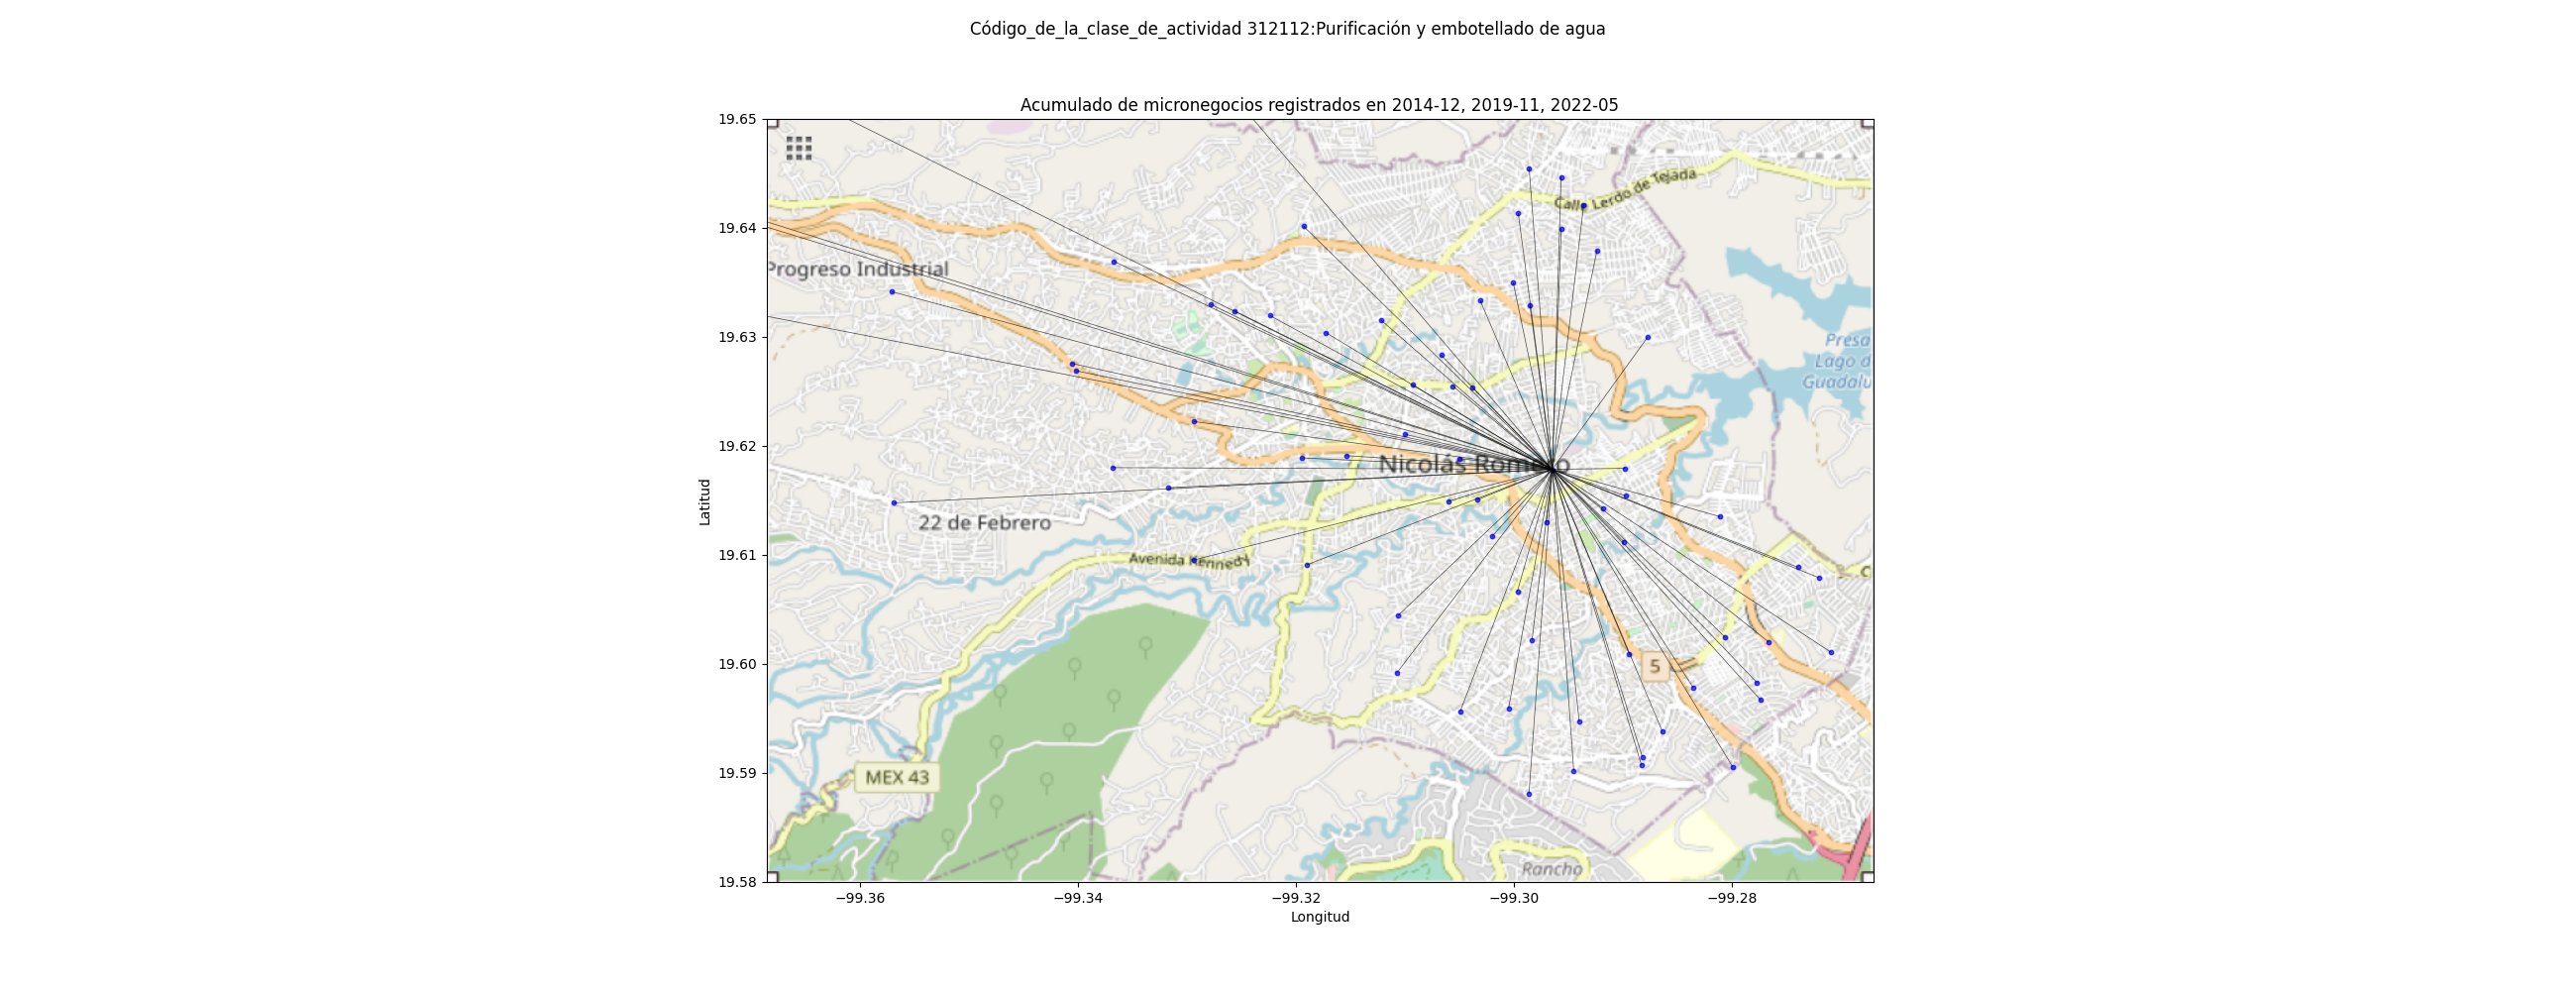 Código_de_la_clase_de_actividad 312112:Purificación y embotellado de agua
Acumulado de micronegocios registrados en 2014-12, 2019-11, 2022-05
19.65
19.64
19.63
19.62
19.61
19.60
19.59
19.58
Latitud
Calle Lerdo de Tejada
Progreso Industrial
Presa
Lago d
Guadalu
Nicolás Romero
22 de Febrero
Avenida Kennedy
C
5
MEX 43
Rancho
−99.36
−99.34
−99.32
−99.30
−99.28
Longitud